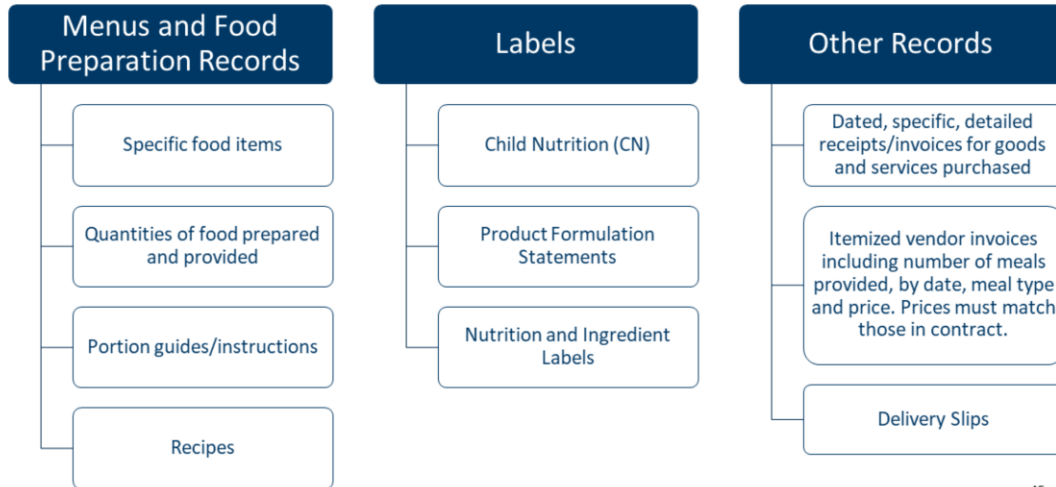 Menus and Food
Preparation Records
Specific food items
Quantities of food prepared
and provided
Portion guides/instructions
Recipes
Labels
Child Nutrition (CN)
Product Formulation
Statements
Nutrition and Ingredient
Labels
Other Records
Dated, specific, detailed
receipts/invoices for goods
and services purchased
Itemized vendor invoices
including number of meals
provided, by date, meal type
and price. Prices must match
those in contract.
Delivery Slips